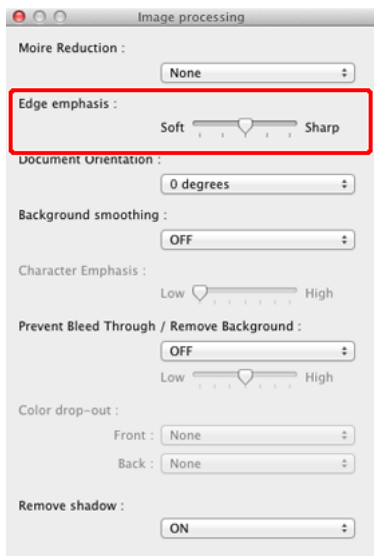 Image processing
Moire Reduction :
None
Edge emphasis :
Soft Sharp
Document Orientation :
0 degrees
Background smoothing :
OFF
Character Emphasis :
Low High
Prevent Bleed Through / Remove Background :
OFF
Low High
Color drop-out :
Front : None
Back : None
Remove shadow :
ON